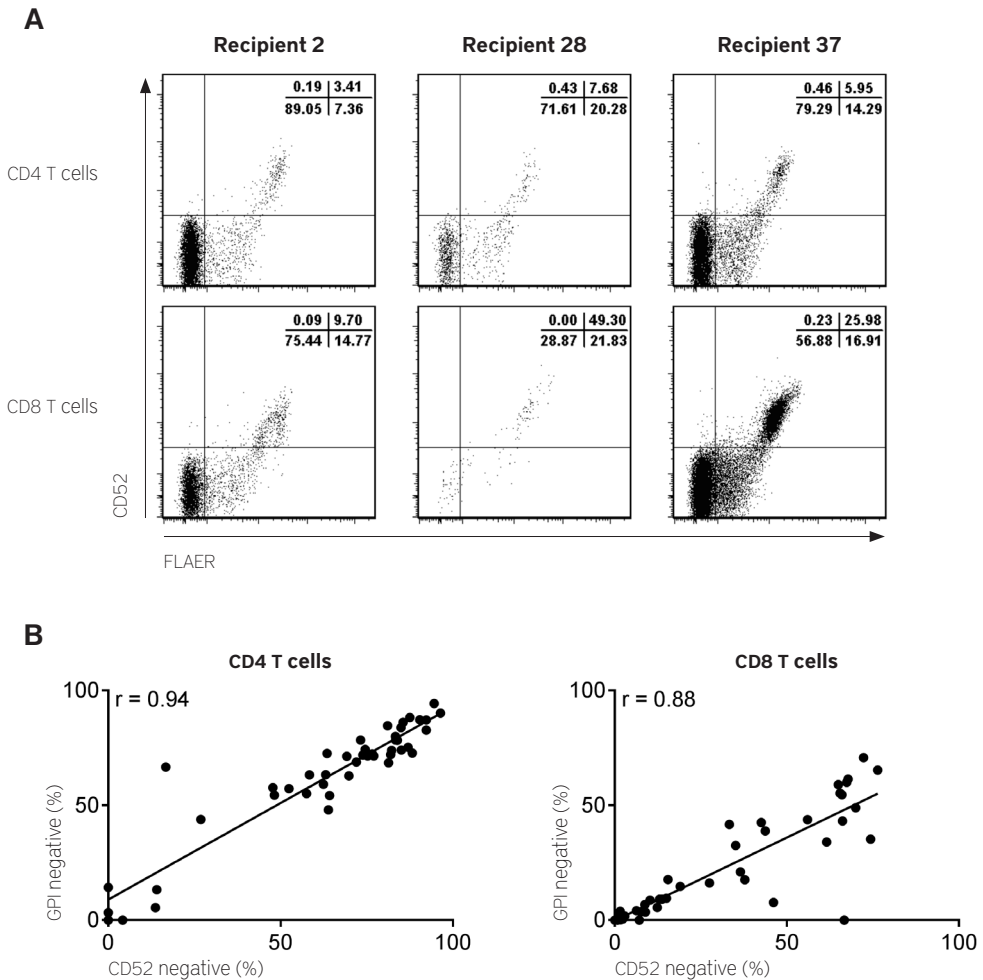 A
Recipient 2
Recipient 28
Recipient 37
CD4 T cells
0.19 3.41
89.05 7.36
0.43 7.68
71.61 20.28
0.46 5.95
79.29 14.29
CD8 T cells
0.09 9.70
75.44 14.77
0.00 49.30
28.87 21.83
0.23 25.98
56.88 16.91
CD52
FLAER
B
CD4 T cells
r = 0.94
100
50
0
GPI negative (%)
0 50 100
CD52 negative (%)
CD8 T cells
r = 0.88
100
50
0
GPI negative (%)
0 50 100
CD52 negative (%)